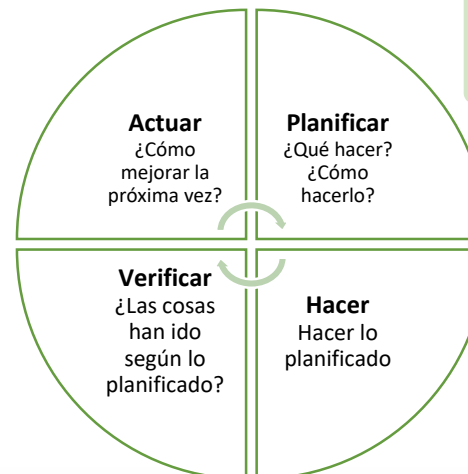 Actuar
¿Cómo
mejorar la
próxima vez?
Planificar
¿Qué hacer?
¿Cómo
hacerlo?
Verificar
¿Las cosas
han ido
según lo
planificado?
Hacer
Hacer lo
planificado